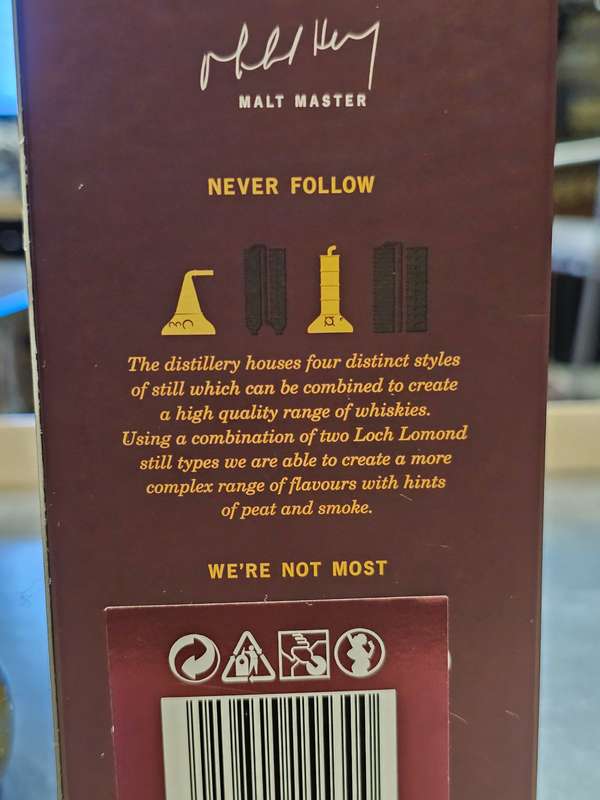 MALT MASTER
NEVER FOLLOW
The distillery houses four distinct styles
of still which can be combined to create
a high quality range of whiskies.
Using a combination of two Loch Lomond
still types we are able to create a more
complex range of flavours with hints
of peat and smoke.
WE'RE NOT MOST